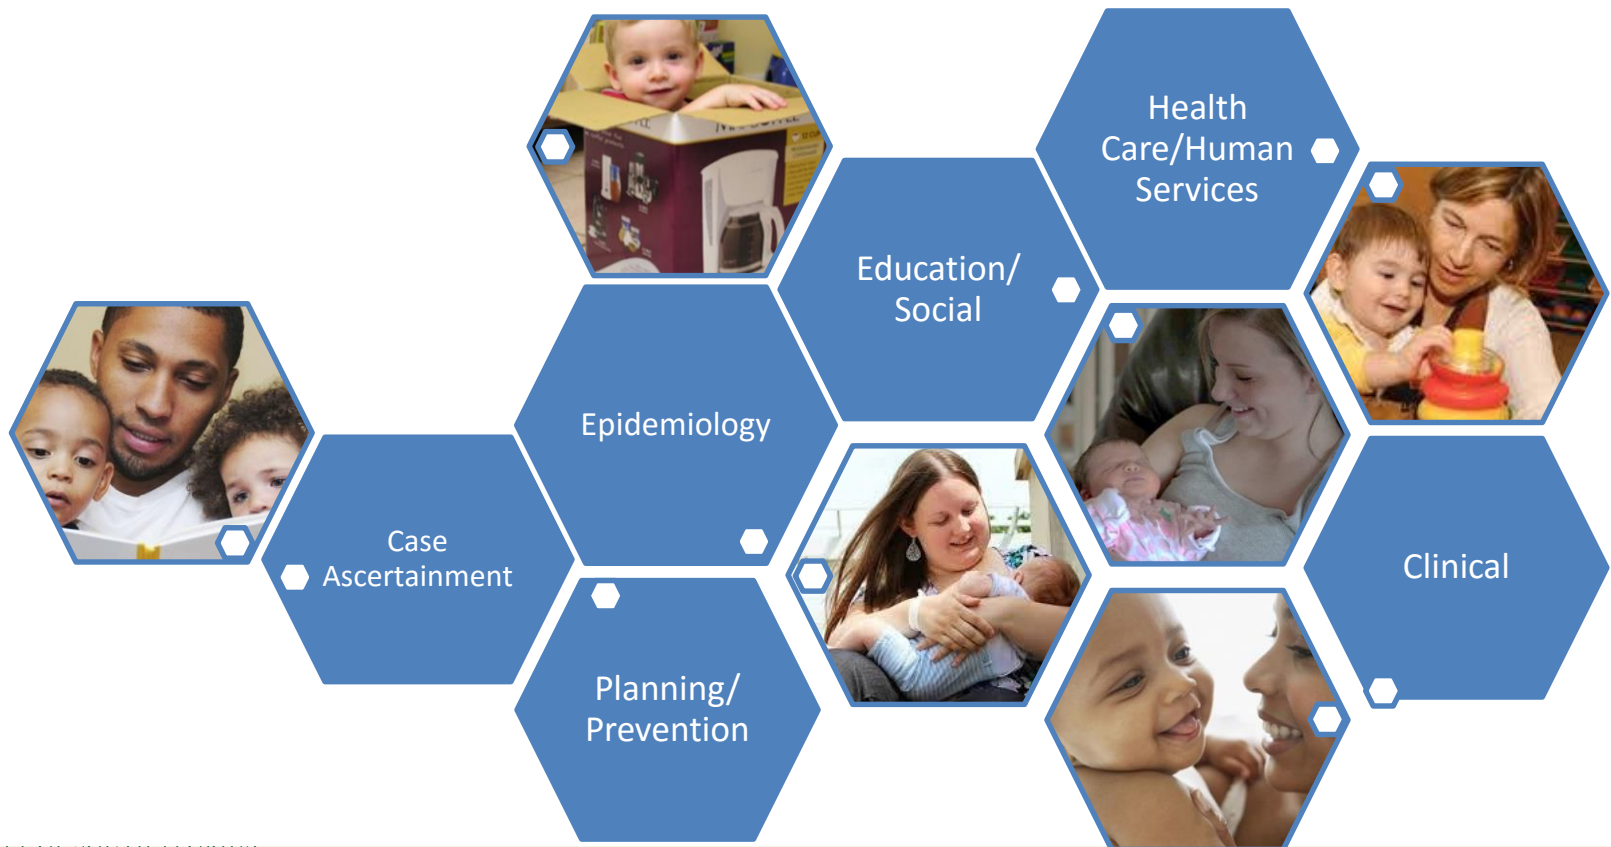 Health
Care/Human
Services
Education/
Social
Epidemiology
Case
Ascertainment
Clinical
Planning/
Prevention